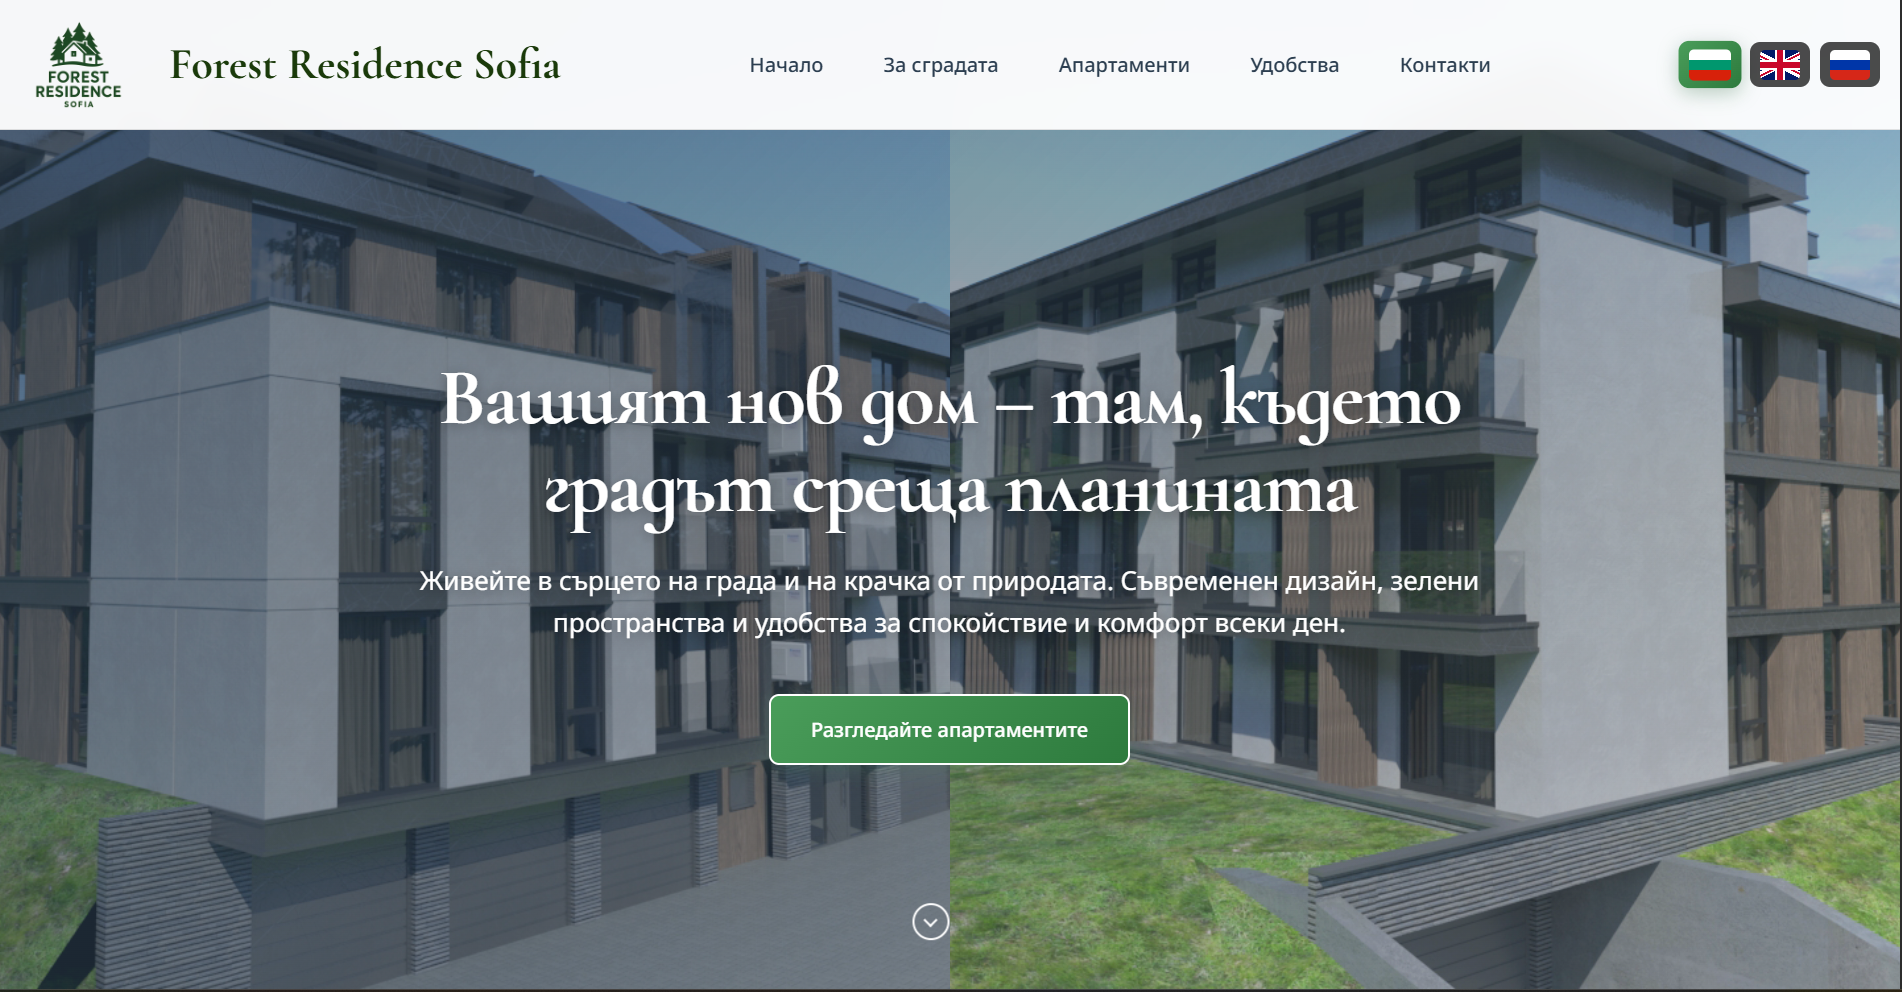 FOREST
RESIDENCE
SOFIA
Forest Residence Sofia
Начало
За сградата
Апартаменти
Удобства
Контакти
Вашият нов дом – там, където
градът среща планината
Живейте в сърцето на града и на крачка от природата. Съвременен дизайн, зелени
пространства и удобства за спокойствие и комфорт всеки ден.
Разгледайте апартаментите